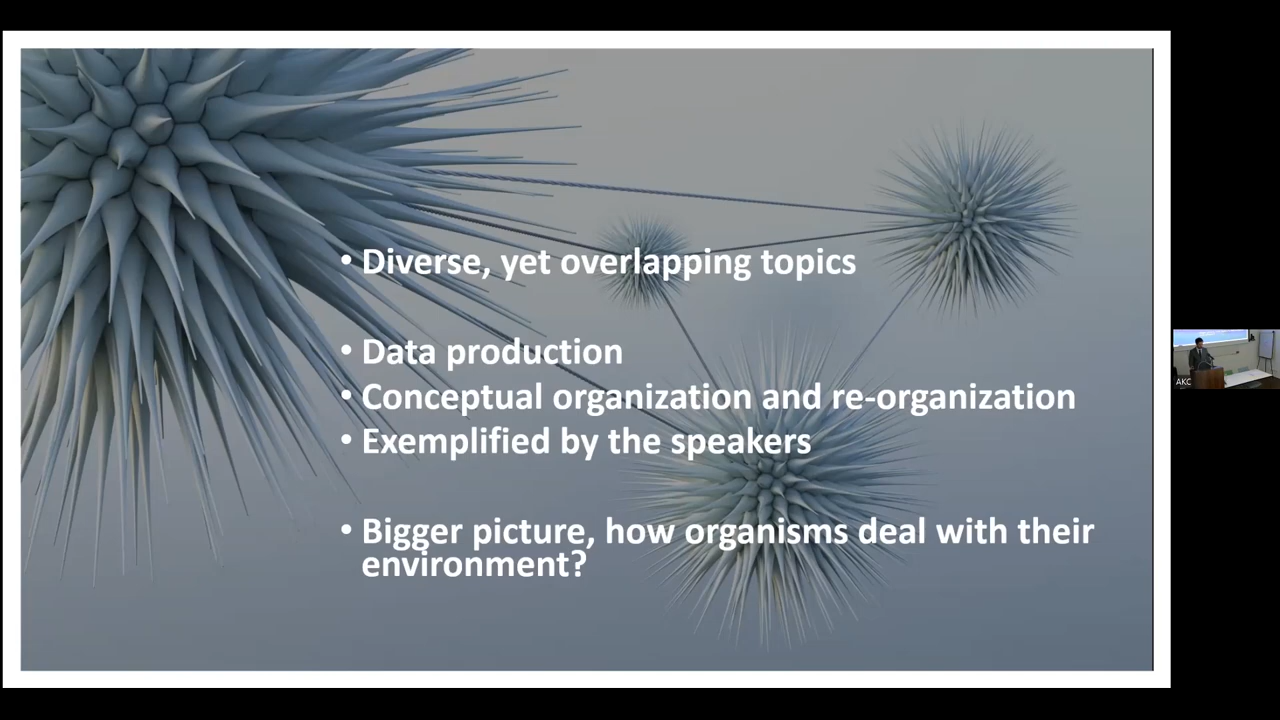 • Diverse, yet overlapping topics
• Data production
• Conceptual organization and re-organization
• Exemplified by the speakers
• Bigger picture, how organisms deal with their
environment?
AKC